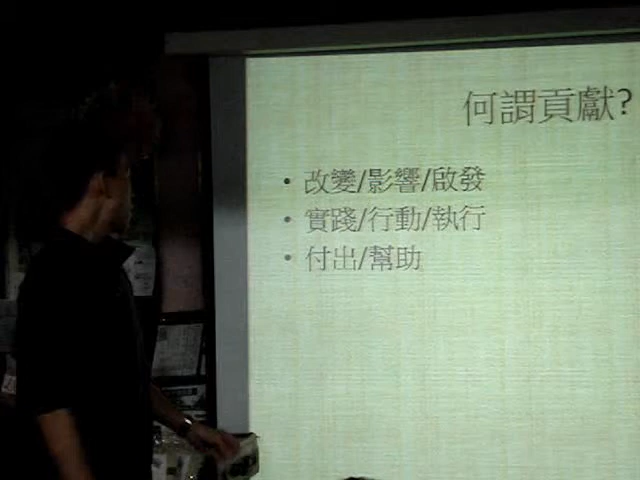 何謂貢獻?
• 改變/影響/啟發
• 實踐/行動/執行
• 付出/幫助